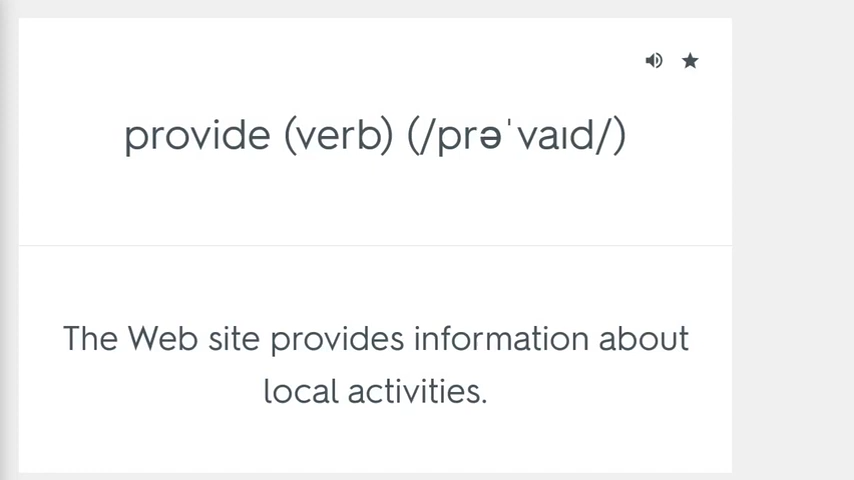 provide (verb) (/prəˈvaɪd/)
The Web site provides information about
local activities.